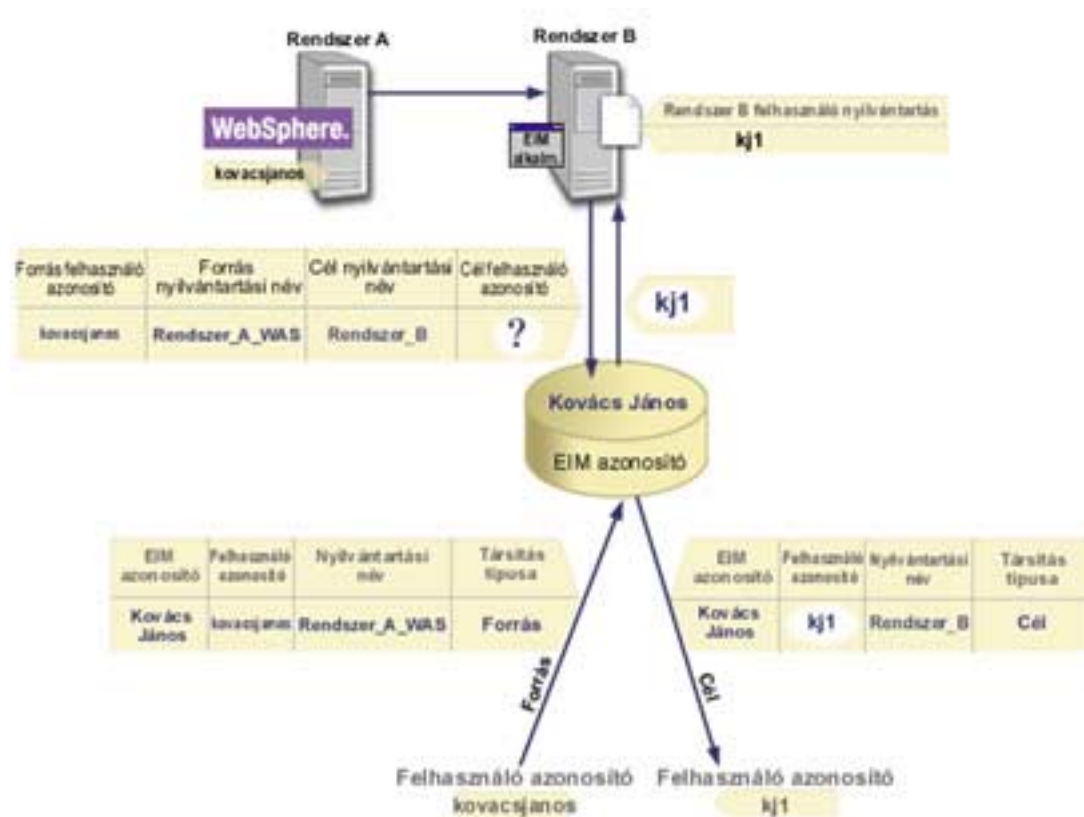 Rendszer A
Rendszer B
WebSphere.
kovacsjanos
EIM
alkalm.
Rendszer B felhasználó nyilvántartás
kj1
Forrás felhasználó
azonosító
Forrás
nyilvántartási név
Cél nyilvántartási
név
Cél felhasználó
azonosító
kovacsjanos
Rendszer_A_WAS
Rendszer_B
?
kj1
Kovács János
EIM azonosító
EIM
azonosító
Felhasználó
azonosító
Nyilvántartási
név
Társítás
típusa
Kovács
János
kovacsjanos
Rendszer_A_WAS
Forrás
EIM
azonosító
Felhasználó
azonosító
Nyilvántartási
név
Társítás
típusa
Kovács
János
kj1
Rendszer_B
Cél
Forrás
Cél
Felhasználó azonosító
kovacsjanos
Felhasználó azonosító
kj1